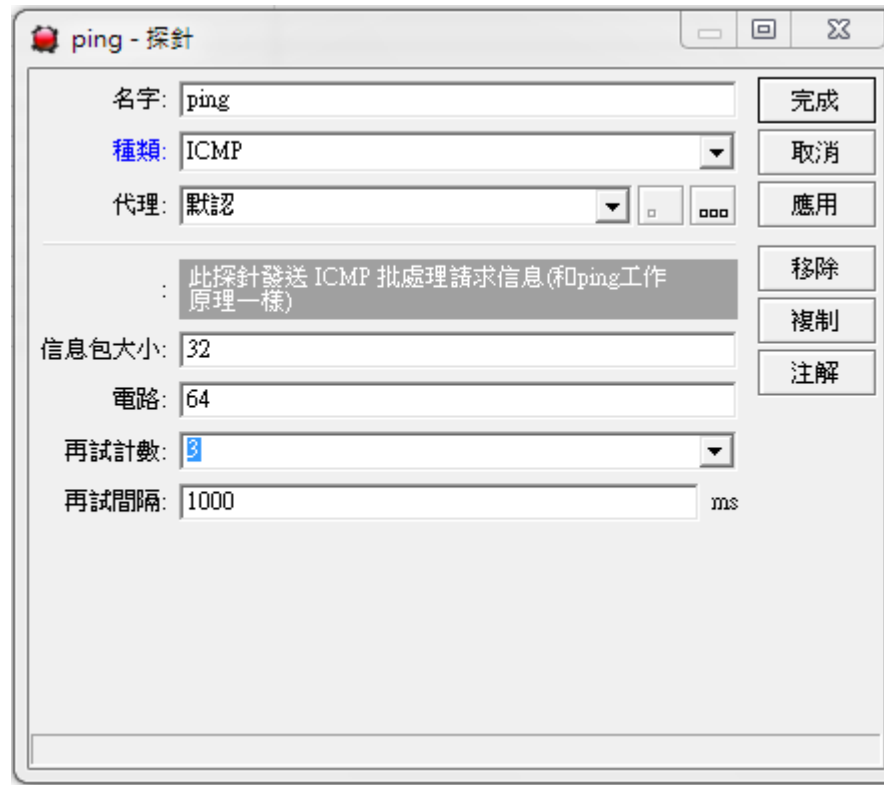 ping - 探針
名字: ping
完成
種類: ICMP
取消
代理: 默認
應用
: 此探針發送 ICMP 批處理請求信息(和ping工作
原理一樣)
移除
複制
信息包大小: 32
注解
電路: 64
再試計數: 3
再試間隔: 1000 ms